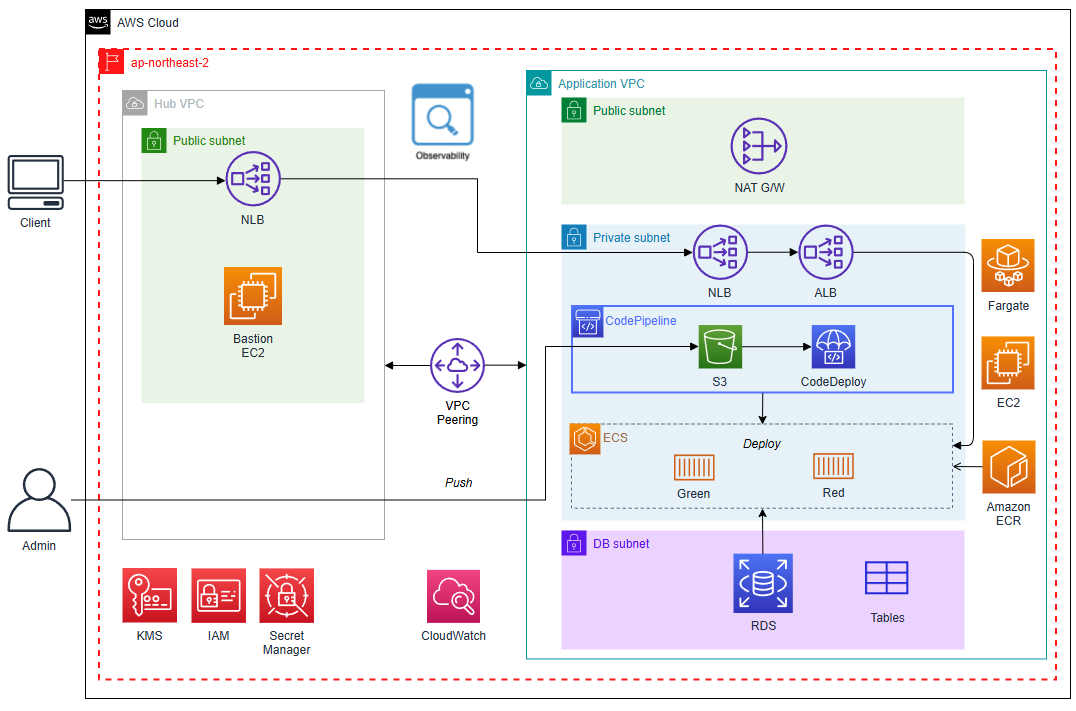 aws
AWS Cloud
ap-northeast-2
Hub VPC
Public subnet
NLB
Bastion
EC2
Client
Admin
Observability
VPC
Peering
Push
Application VPC
Public subnet
NAT G/W
Private subnet
NLB
ALB
CodePipeline
S3
CodeDeploy
ECS
Deploy
Green
Red
DB subnet
RDS
Tables
Fargate
EC2
Amazon
ECR
KMS
IAM
Secret
Manager
CloudWatch